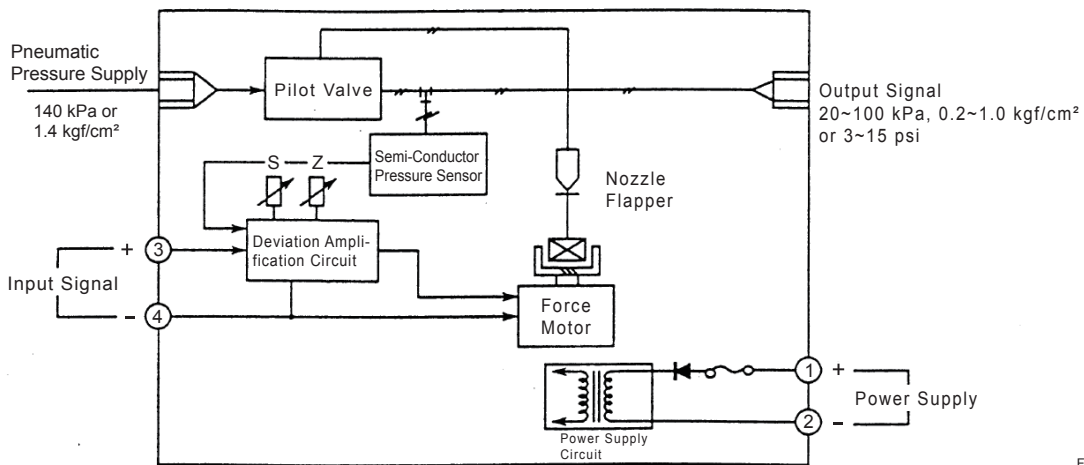 Pneumatic
Pressure Supply
140 kPa or
1.4 kgf/cm²
Pilot Valve
Output Signal
20~100 kPa, 0.2~1.0 kgf/cm²
or 3~15 psi
Semi-Conductor
Pressure Sensor
S Z
Nozzle
Flapper
Deviation Ampli-
fication Circuit
+ 3
Input Signal
- 4
Force
Motor
1 +
Power Supply
2 -
Power Supply
Circuit
F